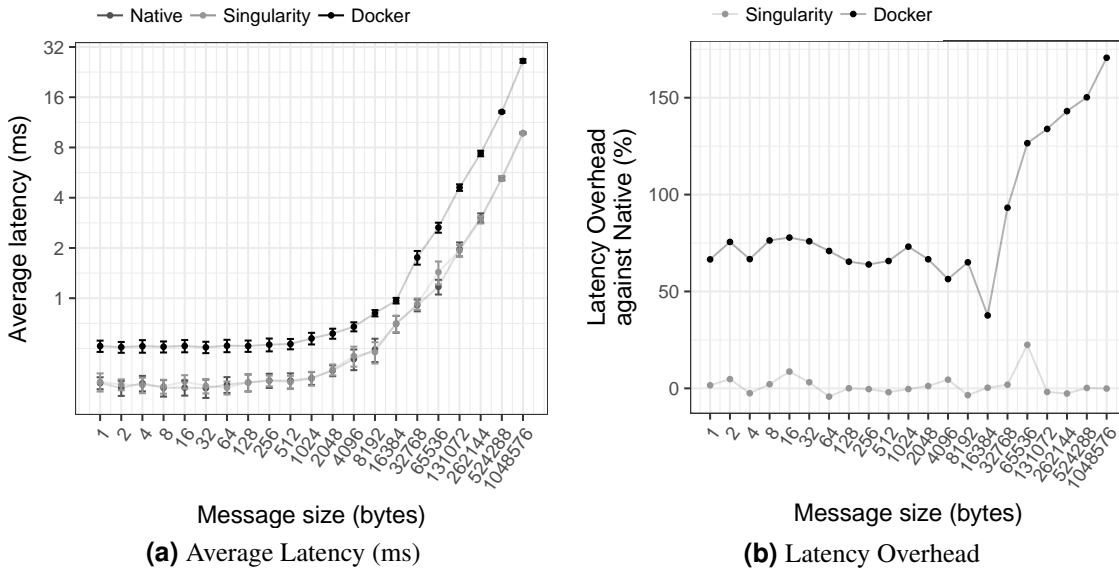 Native Singularity Docker
Average latency (ms)
32
16
8
4
2
1
1 2 4 8 16 32 64 128 256 512 1024 2048 4096 8192 16384 32768 65536 131072 262144 524288 1048576
Message size (bytes)
(a) Average Latency (ms)
Singularity Docker
Latency Overhead
against Native (%)
150
100
50
0
1 2 4 8 16 32 64 128 256 512 1024 2048 4096 8192 16384 32768 65536 131072 262144 524288 1048576
Message size (bytes)
(b) Latency Overhead